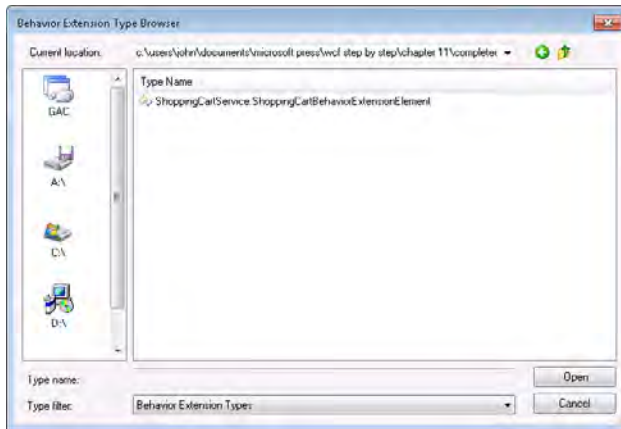 Behavior Extension Type Browser
Current location: c:\users\john\documents\microsoft press\wcf step by step\chapter 11\completer
Type Name
GAC
ShoppingCartService.ShoppingCartBehaviorExtensionElement
A:\
C:\
D:\
Type name: Open
Type filter: Behavior Extension Types Cancel